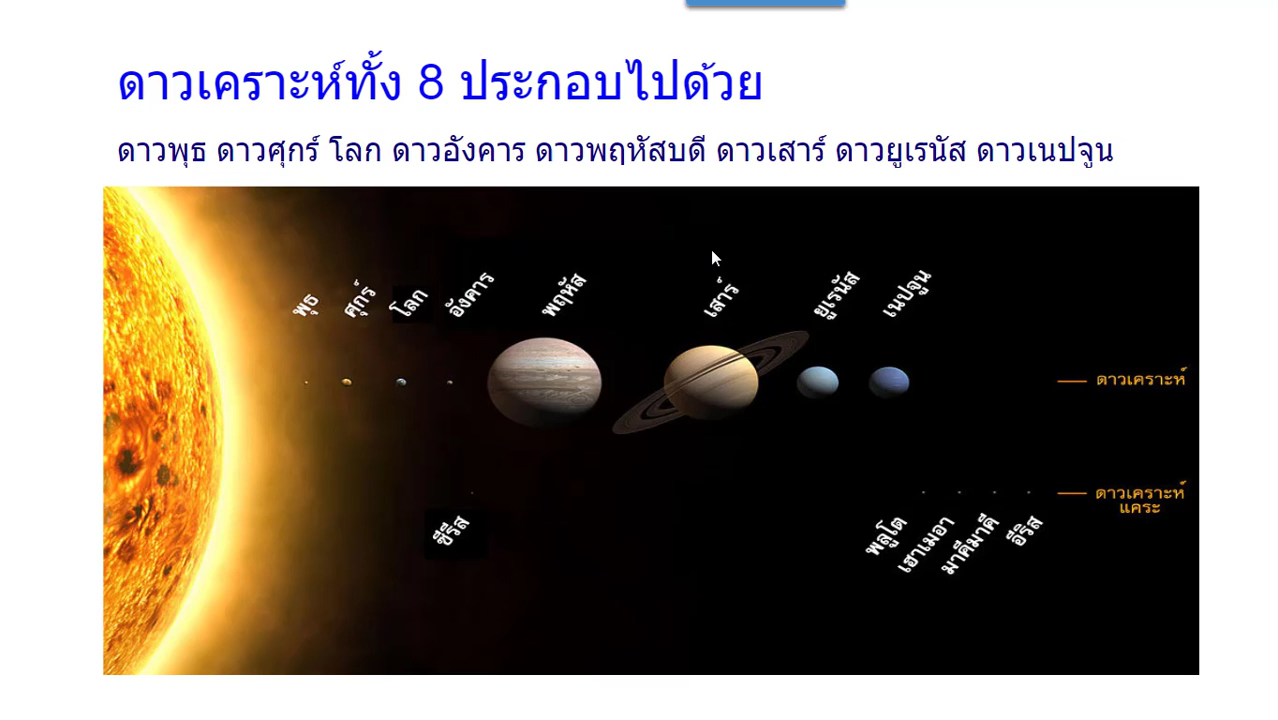 ดาวเคราะห์ทั้ง 8 ประกอบไปด้วย
ดาวพุธ ดาวศุกร์ โลก ดาวอังคาร ดาวพฤหัสบดี ดาวเสาร์ ดาวยูเรนัส ดาวเนปจูน
พุธ
ศุกร์
โลก
อังคาร
พฤหัส
เสาร์
ยูเรนัส
เนปจูน
ดาวเคราะห์
ดาวเคราะห์
แคระ
ซีรีส
พลูโต
เฮาเมอา
มาคีมาคี
อีริส